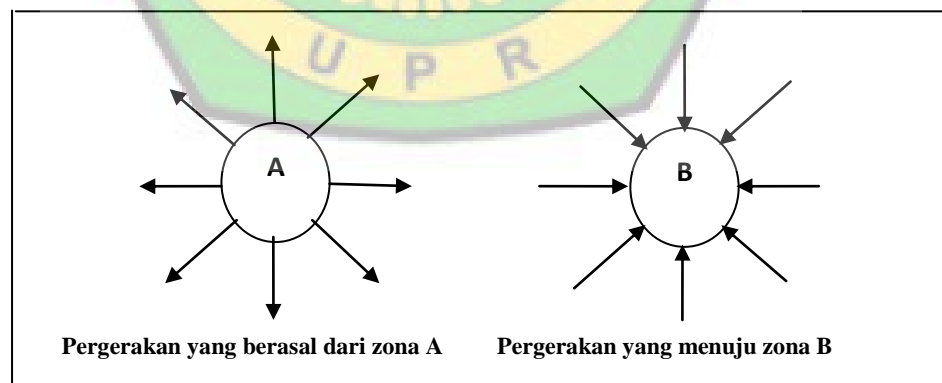 U P R
A
B
Pergerakan yang berasal dari zona A
Pergerakan yang menuju zona B